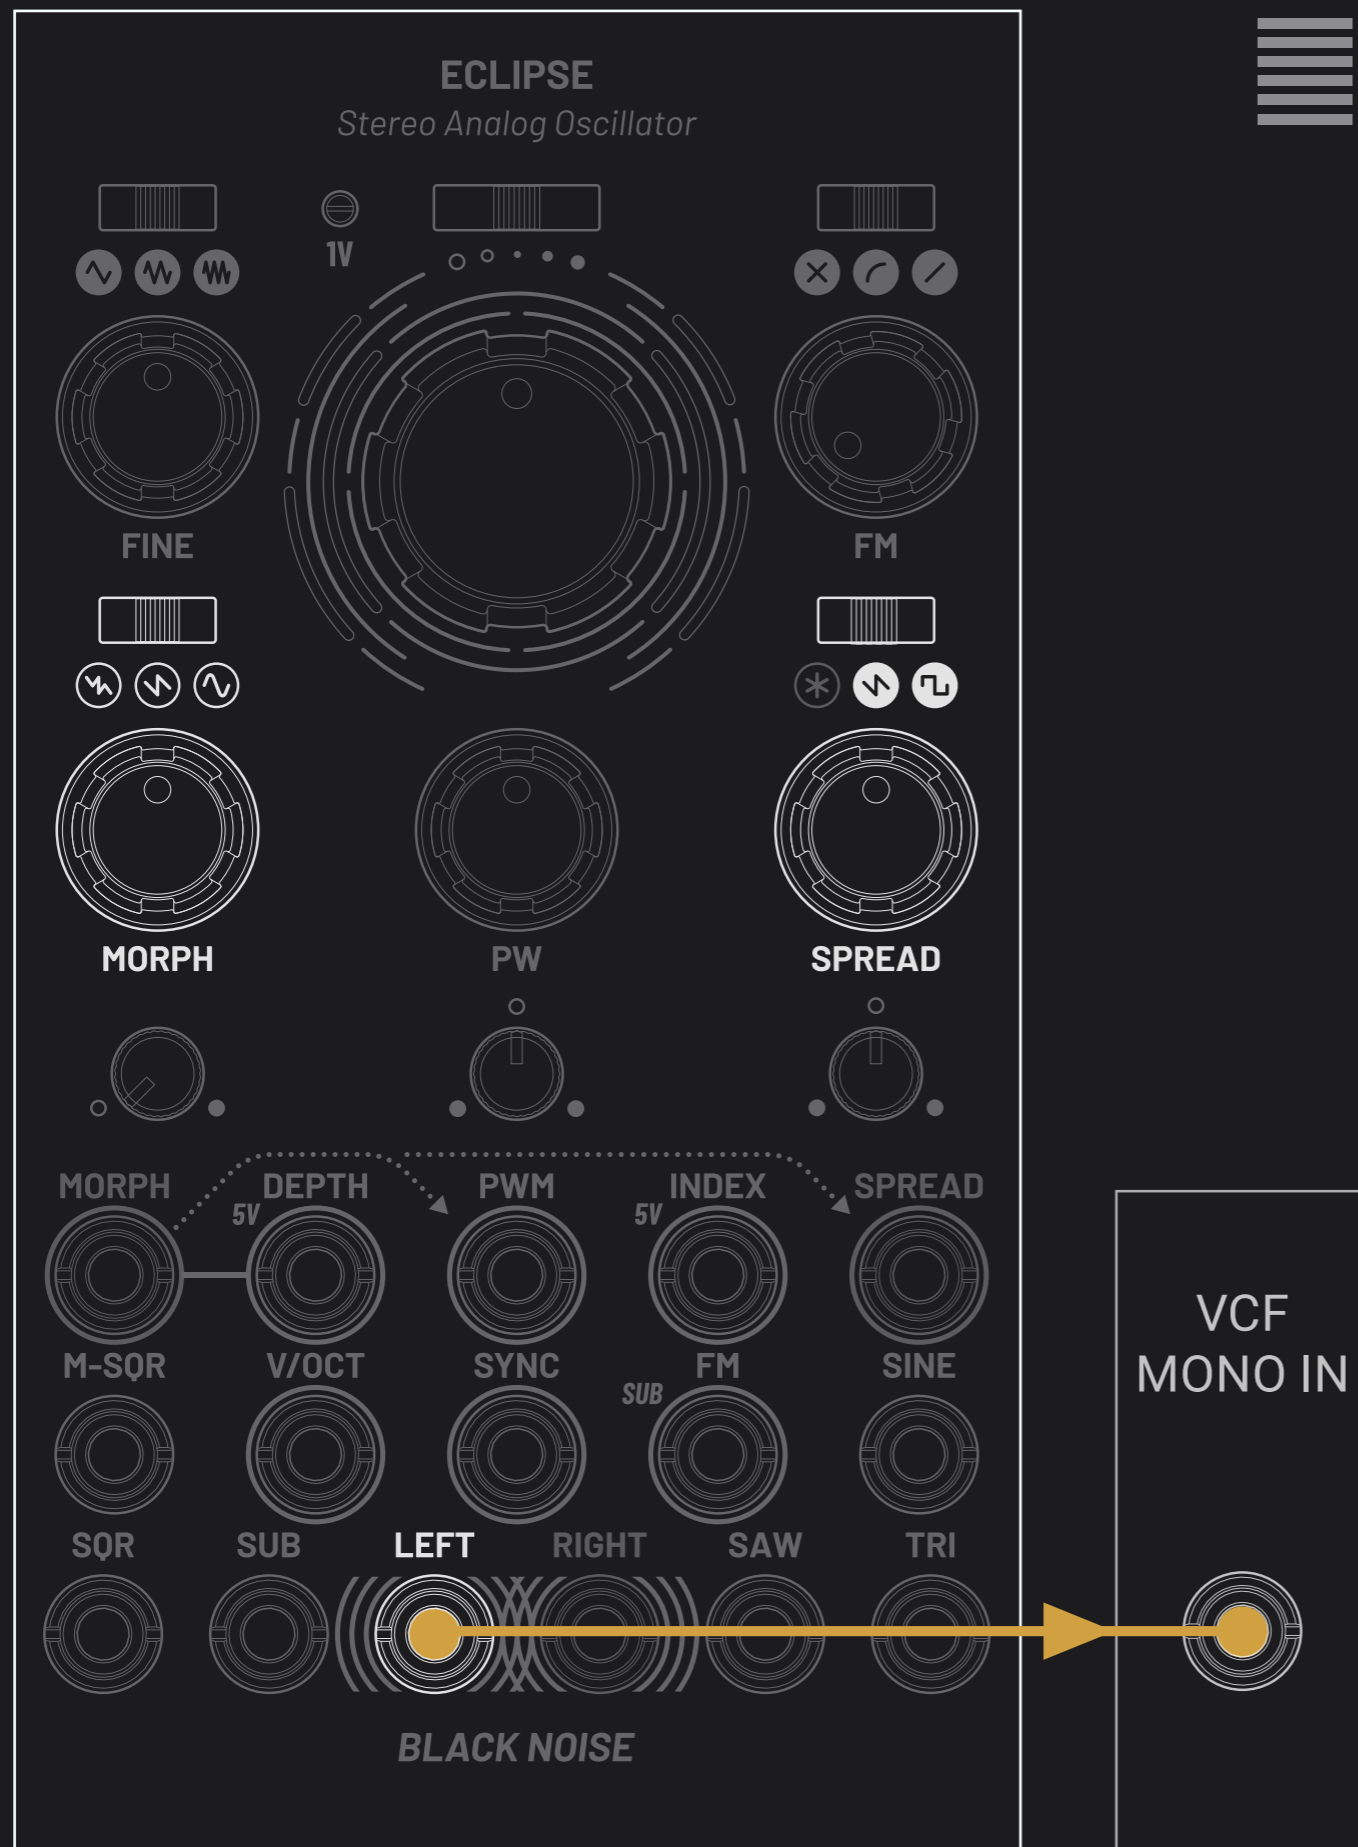 ECLIPSE
Stereo Analog Oscillator
1V
FINE
FM
MORPH
PW
SPREAD
MORPH
DEPTH
PWM
INDEX
SPREAD
5V
5V
M-SQR
V/OCT
SYNC
FM
SINE
SUB
SQR
SUB
LEFT
RIGHT
SAW
TRI
BLACK NOISE
VCF
MONO IN